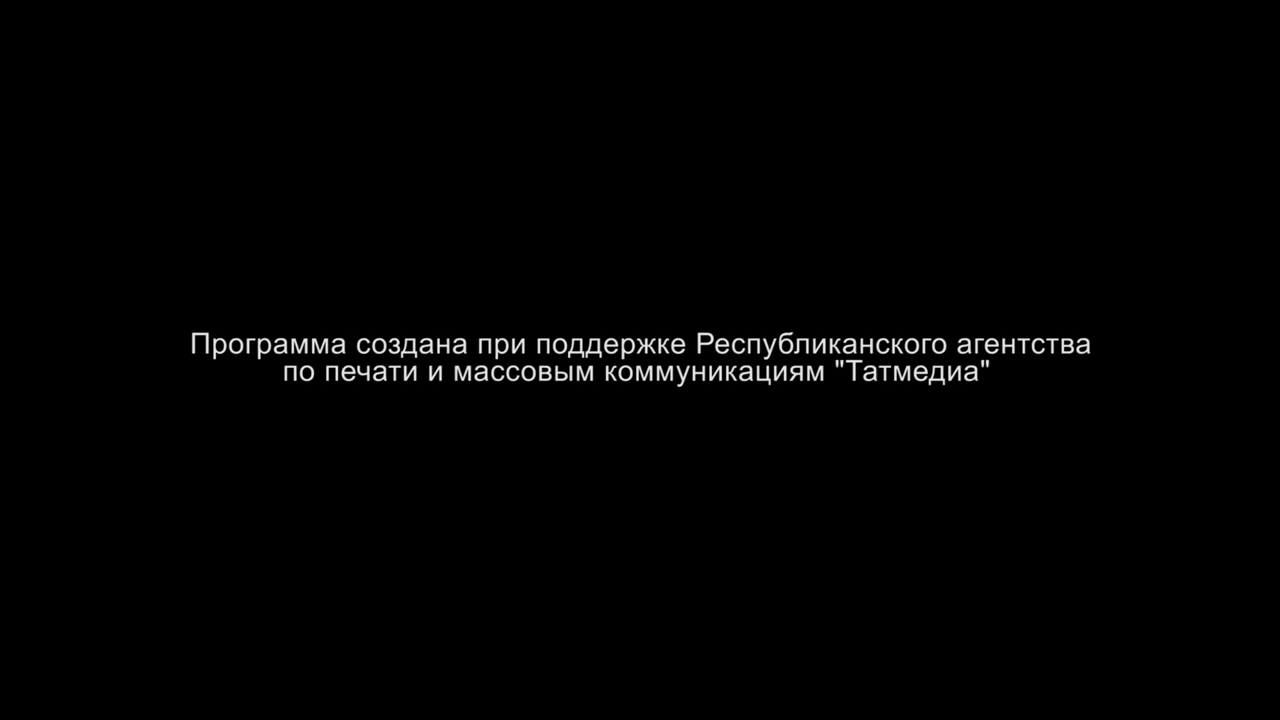 Программа создана при поддержке Республиканского агентства
по печати и массовым коммуникациям "Татмедиа"